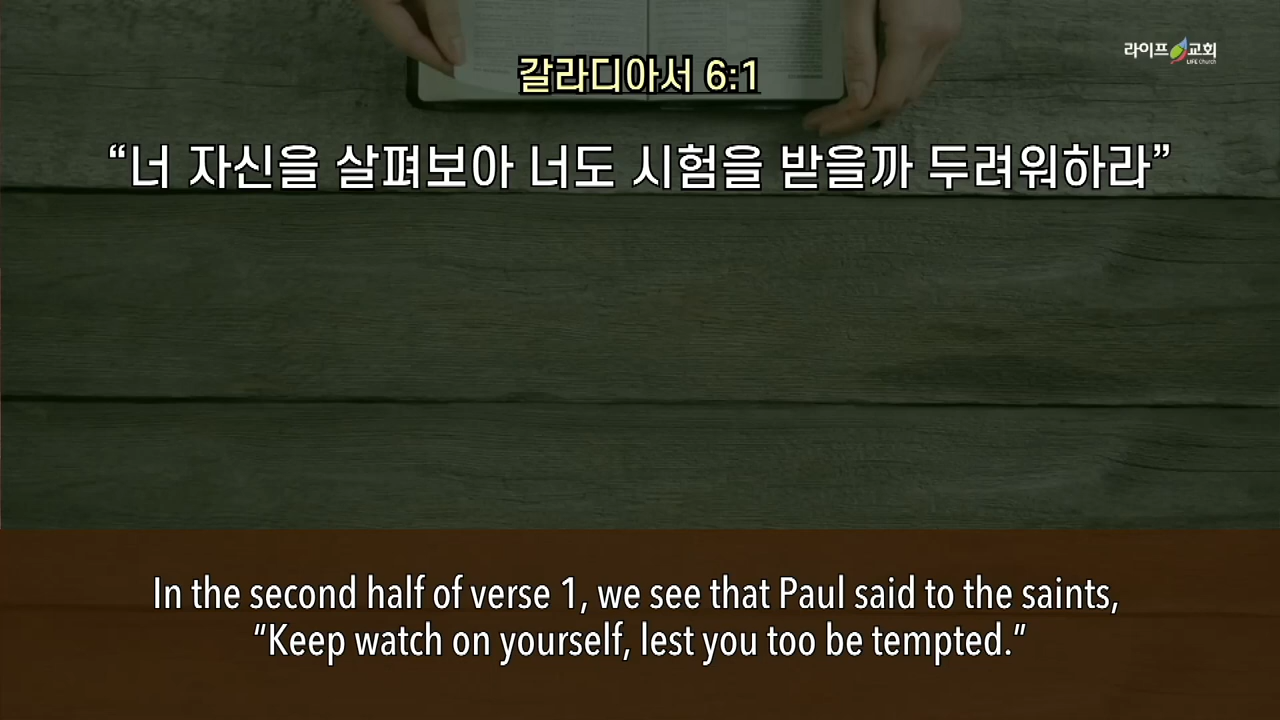 라이프교회
LIFE Church
갈라디아서 6:1
“너 자신을 살펴보아 너도 시험을 받을까 두려워하라”
In the second half of verse 1, we see that Paul said to the saints,
“Keep watch on yourself, lest you too be tempted.”